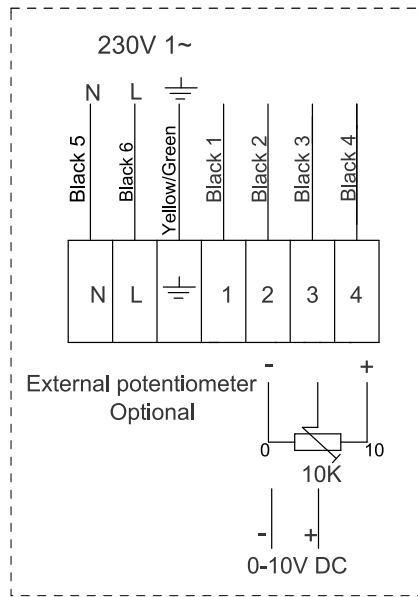 230V 1~
N L
Black 5
Black 6
Yellow/Green
Black 1
Black 2
Black 3
Black 4
N L 1 2 3 4
- +
External potentiometer
Optional
0 10
10K
- +
0-10V DC